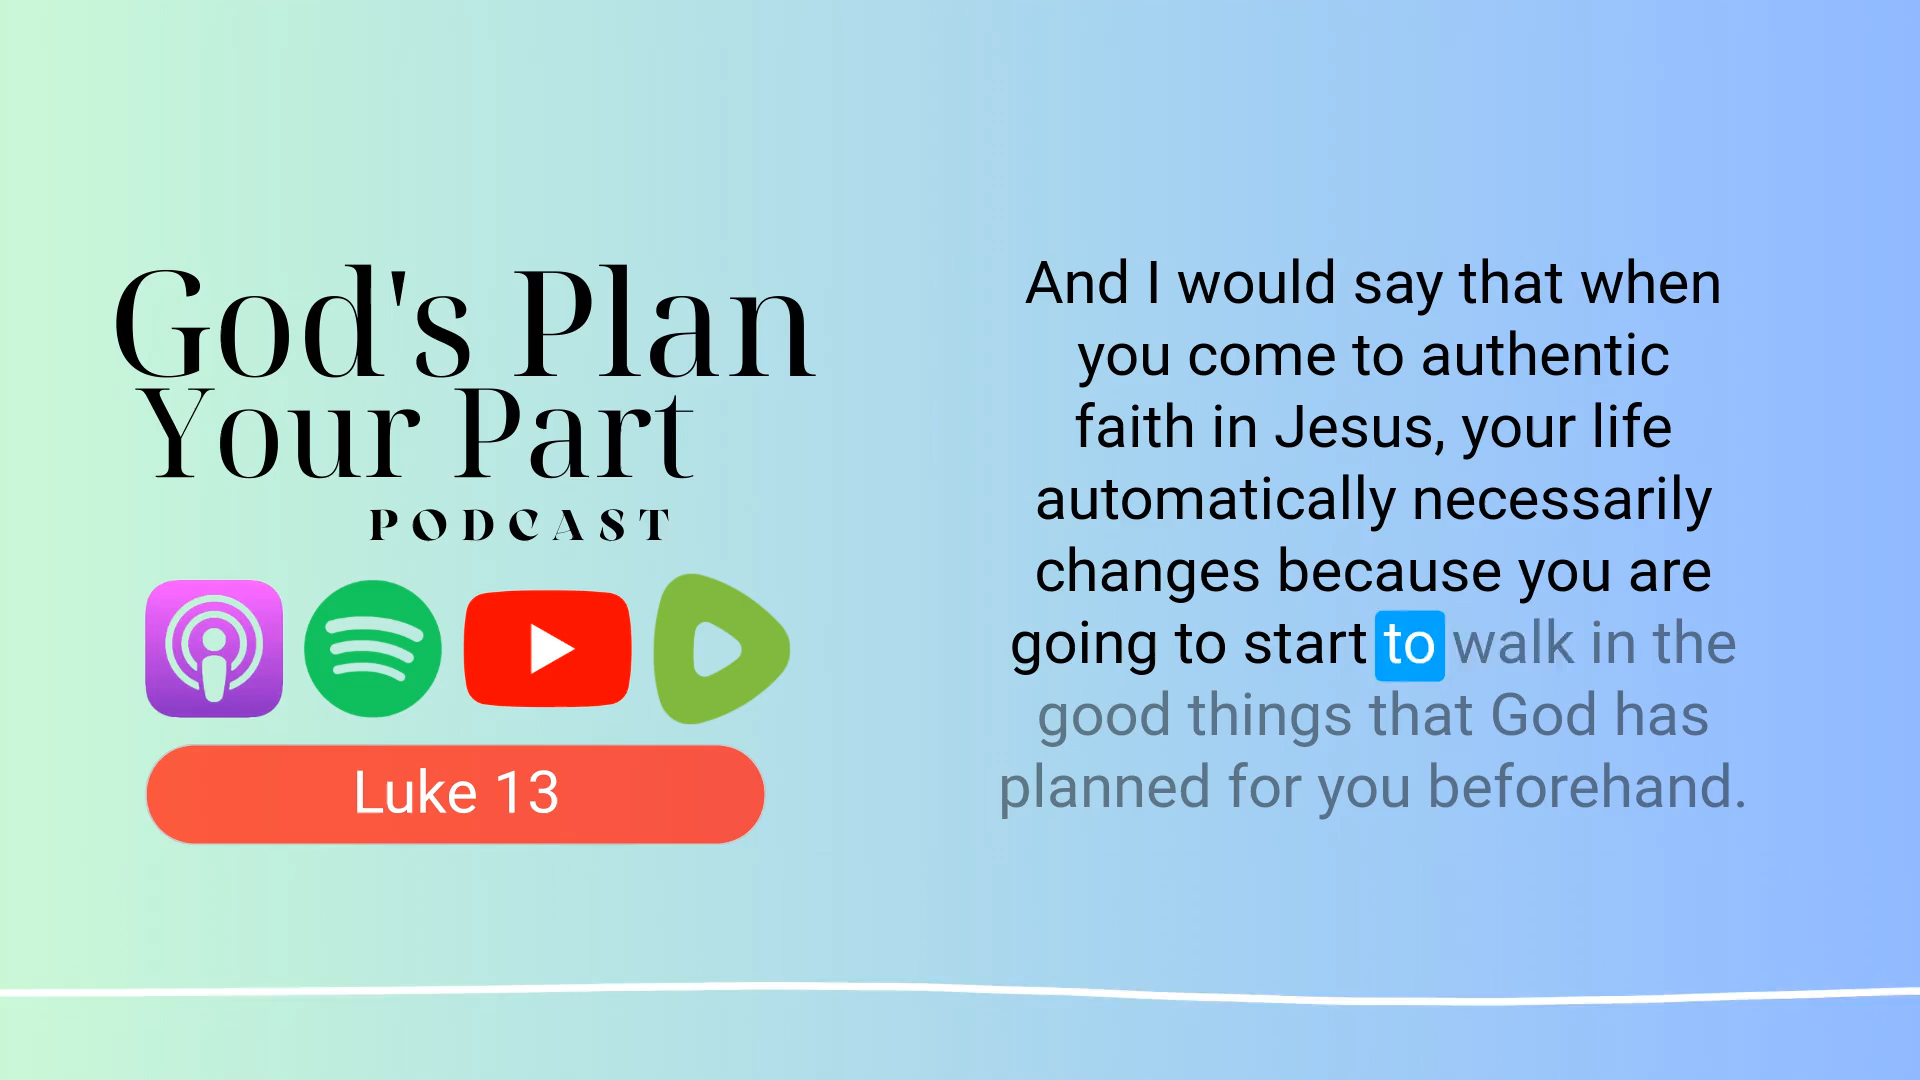 God's Plan
Your Part
PODCAST
Luke 13
And I would say that when
you come to authentic
faith in Jesus, your life
automatically necessarily
changes because you are
going to start to walk in the
good things that God has
planned for you beforehand.